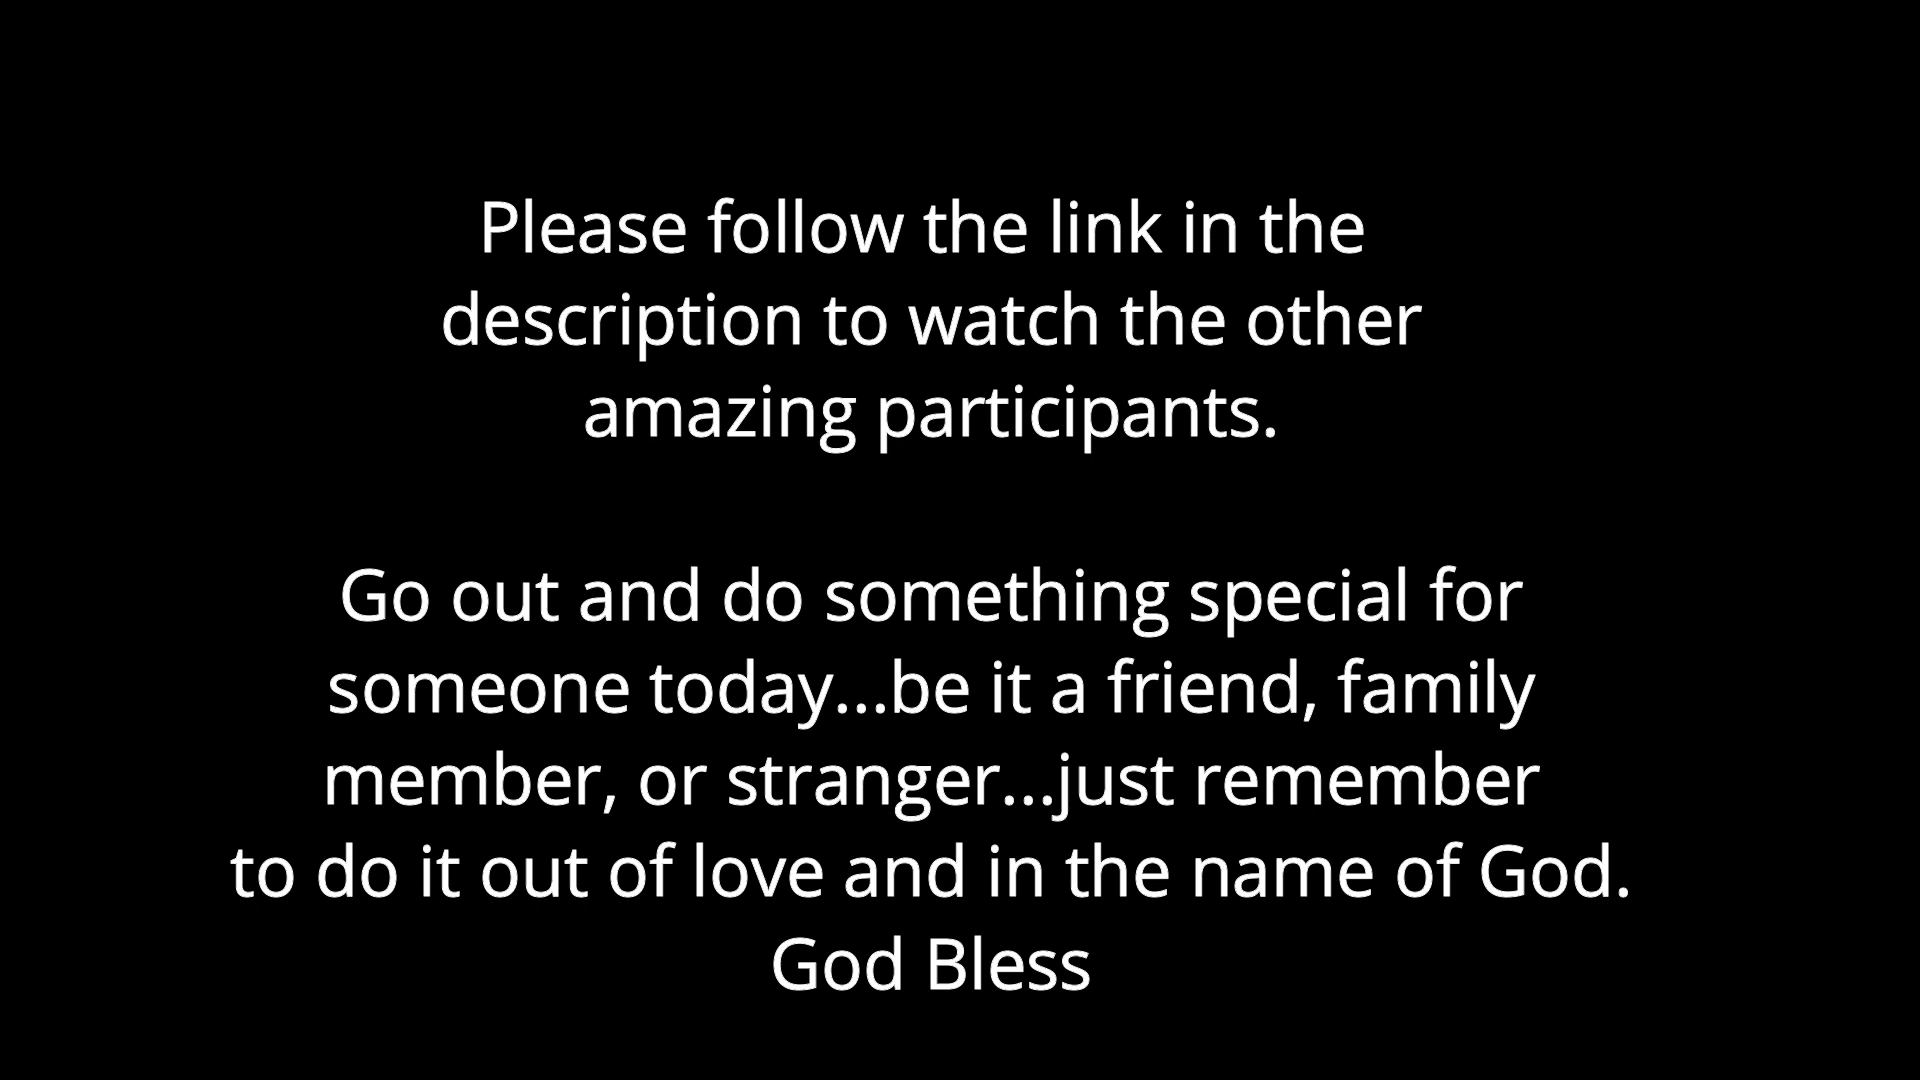 Please follow the link in the
description to watch the other
amazing participants.
Go out and do something special for
someone today...be it a friend, family
member, or stranger...just remember
to do it out of love and in the name of God.
God Bless